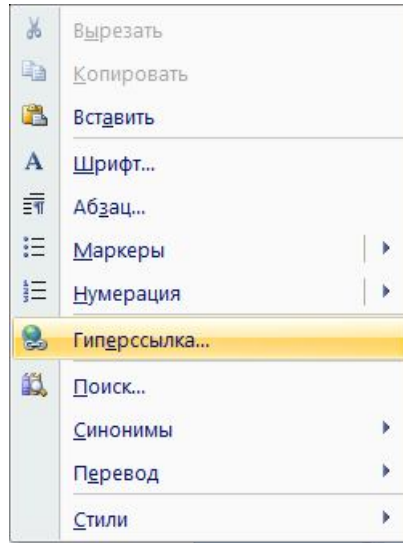 Вырезать
Копировать
Вставить
Шрифт...
Абзац...
Маркеры
Нумерация
Гиперссылка...
Поиск...
Синонимы
Перевод
Стили